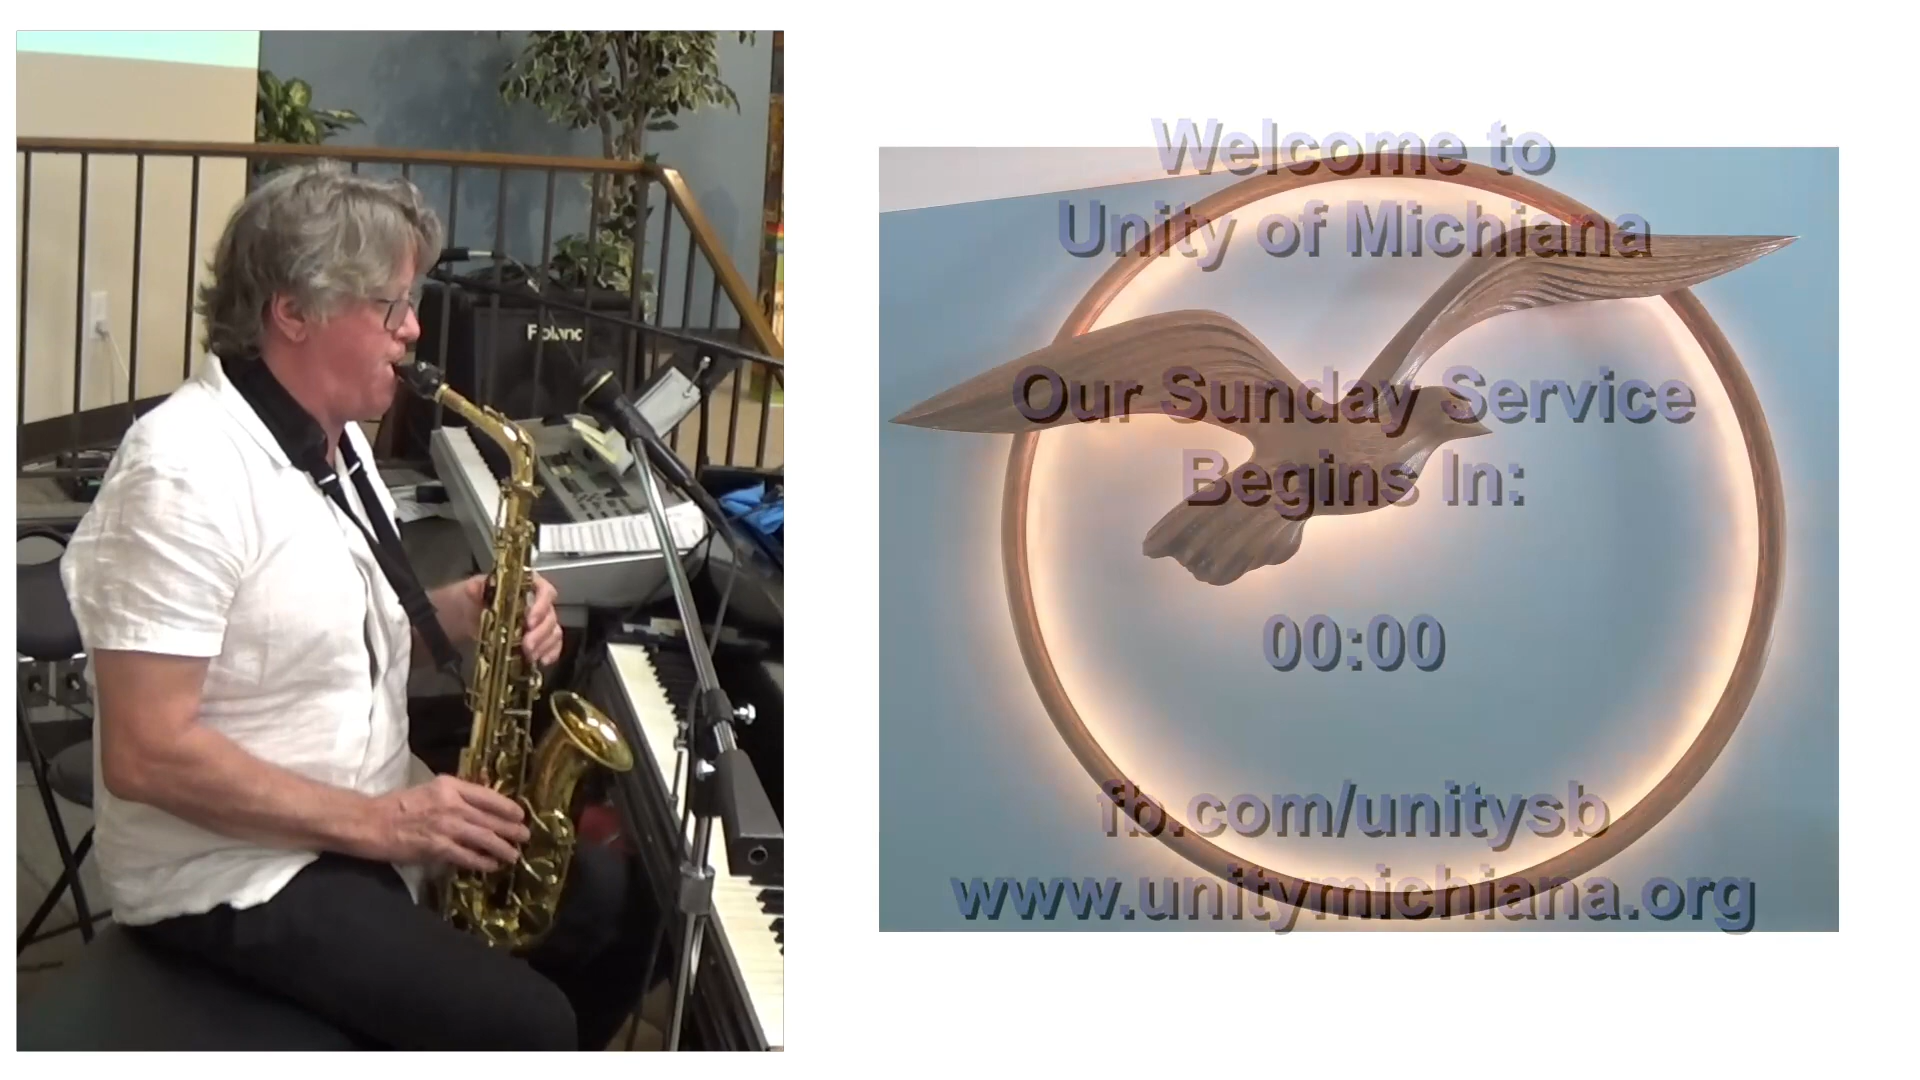 Roland
Welcome to
Unity of Michiana
Our Sunday Service
Begins In:
00:00
fb.com/unitysb
www.unitymichiana.org